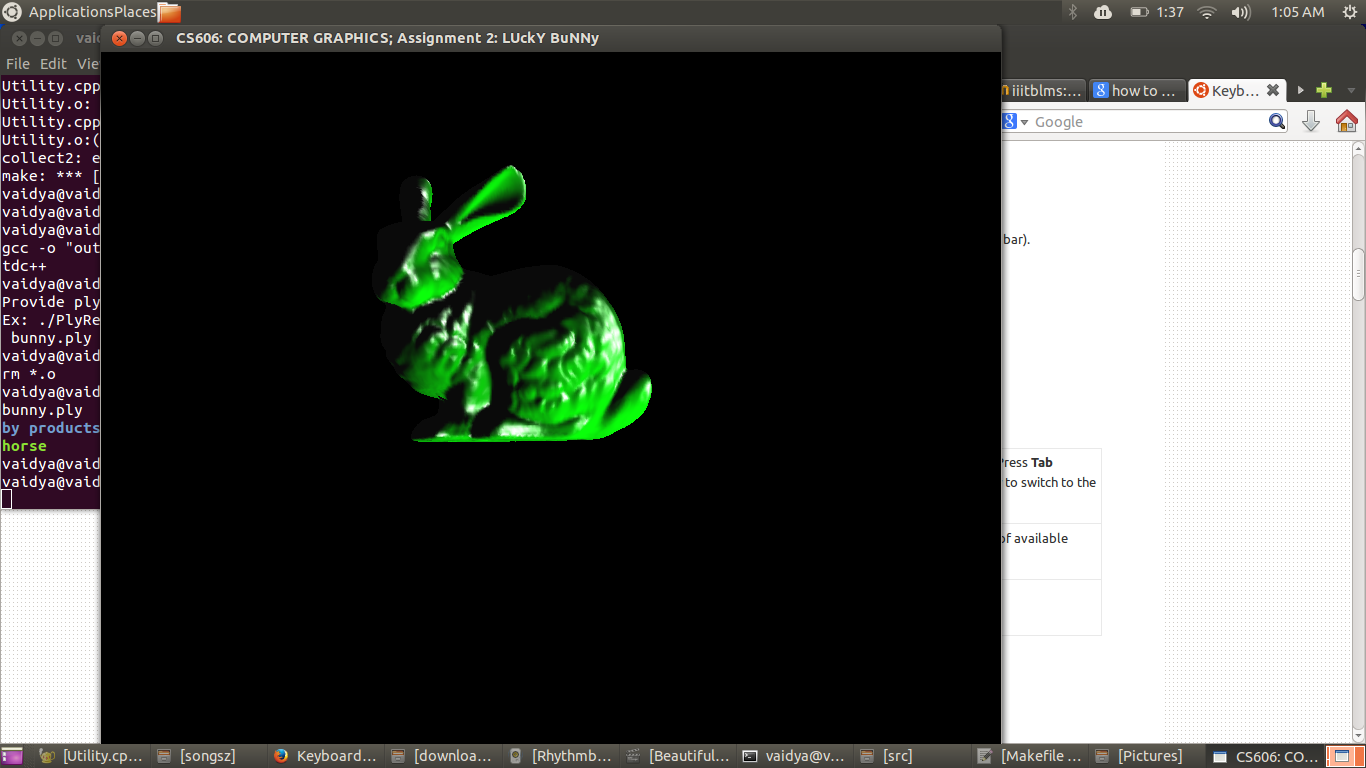 ApplicationsPlaces
1:37
1:05 AM
vaid
CS606: COMPUTER GRAPHICS; Assignment 2: LUckY BuNNy
File Edit Vie
Utility.cpp
Utility.o:
Utility.cpp
Utility.o:(
collect2: e
make: *** [
vaidya@vaid
vaidya@vaid
vaidya@vaid
gcc -o "out
tdc++
vaidya@vaid
Provide ply
Ex: ./PlyRe
bunny.ply
vaidya@vaid
rm *.o
vaidya@vaid
bunny.ply
by products
horse
vaidya@vaid
vaidya@vaid
iiitblms:...
how to ...
Keyb...
Google
bar).
Press Tab
to switch to the
of available
[Utility.cp...
[songsz]
Keyboard...
[downloa...
[Rhythmb...
[Beautiful...
vaidya@v...
[src]
[Makefile ...
[Pictures]
CS606: CO...